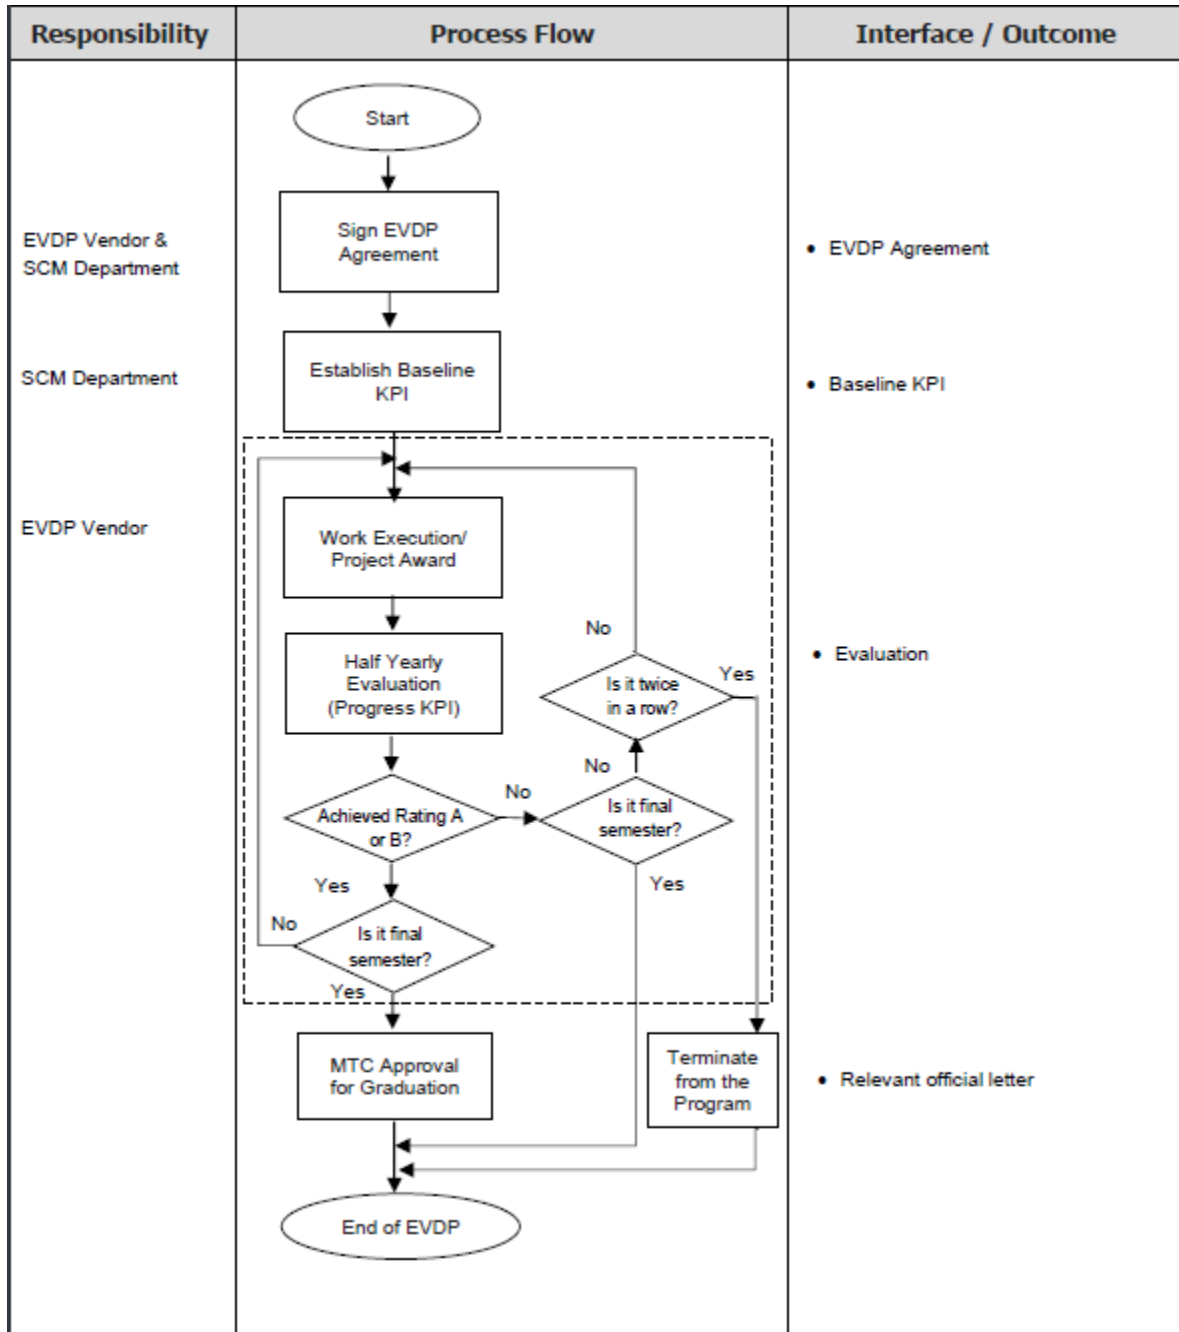 Responsibility
Process Flow
Interface / Outcome
Start
EVDP Vendor &
SCM Department
Sign EVDP
Agreement
• EVDP Agreement
SCM Department
Establish Baseline
KPI
• Baseline KPI
EVDP Vendor
Work Execution/
Project Award
Half Yearly
Evaluation
(Progress KPI)
No
Is it twice
in a row?
Yes
• Evaluation
Achieved Rating A
or B?
No
No
Is it final
semester?
Yes
Yes
No
Is it final
semester?
Yes
MTC Approval
for Graduation
Terminate
from the
Program
• Relevant official letter
End of EVDP